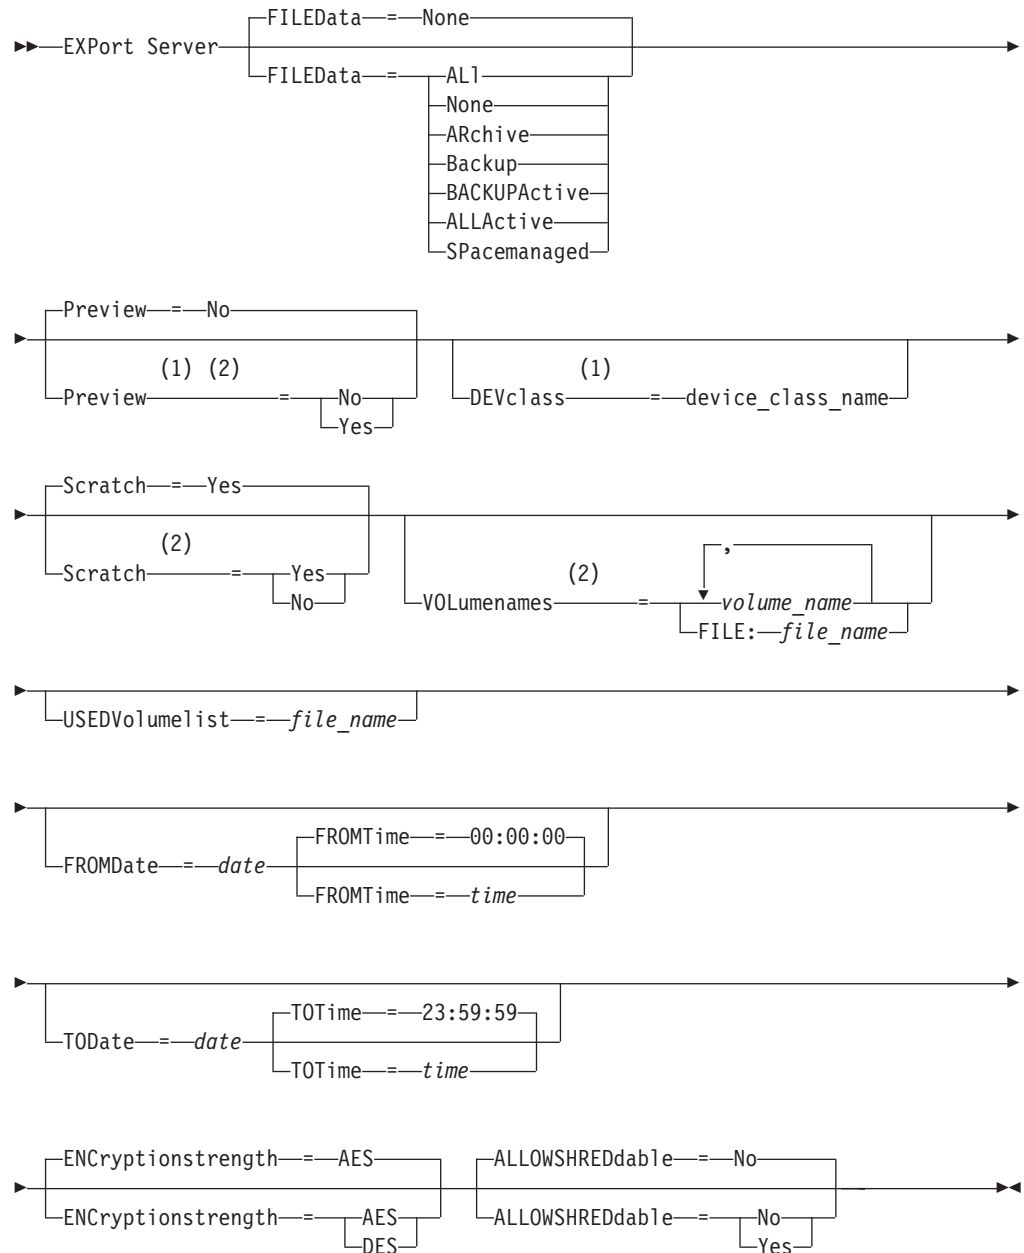 FILEData = None
EXPort Server
FILEData = ALl
None
ARchive
Backup
BACKUPActive
ALLActive
SPacemanaged
Preview = No
(1) (2) (1)
Preview = No DEVclass = device_class_name
Yes
Scratch = Yes
(2) ,
Scratch = Yes (2)
No VOLumenames = volume_name
FILE: file_name
USEDVolumelist = file_name
FROMTime = 00:00:00
FROMDate = date
FROMTime = time
TOTime = 23:59:59
TODate = date
TOTime = time
ENCryptionstrength = AES ALLOWSHREDdable = No
ENCryptionstrength = AES ALLOWSHREDdable = No
DES Yes